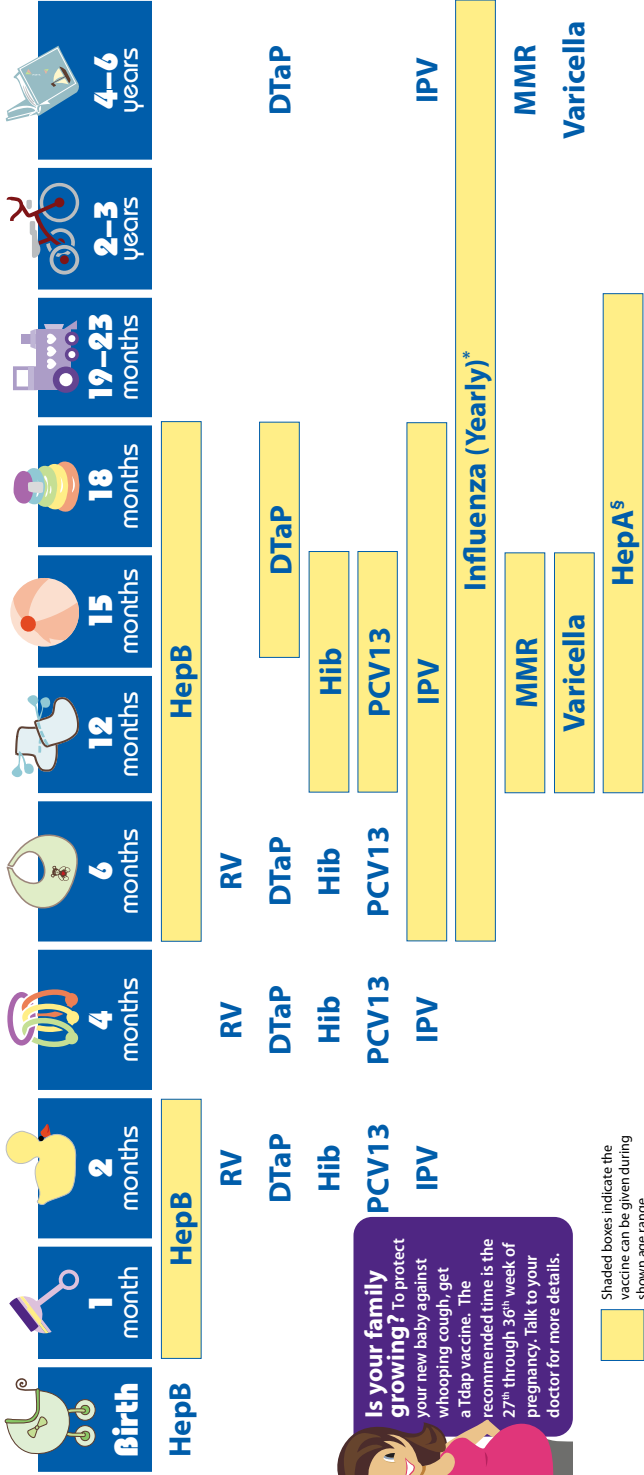 Birth
1
month
2
months
4
months
6
months
12
months
15
months
18
months
19–23
months
2–3
years
4–6
years
HepB
HepB
HepB
RV
RV
RV
DTaP
DTaP
DTaP
DTaP
DTaP
Hib
Hib
Hib
Hib
PCV13
PCV13
PCV13
PCV13
IPV
IPV
IPV
IPV
Influenza (Yearly)*
MMR
MMR
Varicella
Varicella
HepA§
Is your family
growing? To protect
your new baby against
whooping cough, get
a Tdap vaccine. The
recommended time is the
27th through 36th week of
pregnancy. Talk to your
doctor for more details.
Shaded boxes indicate the
vaccine can be given during
shown age range.